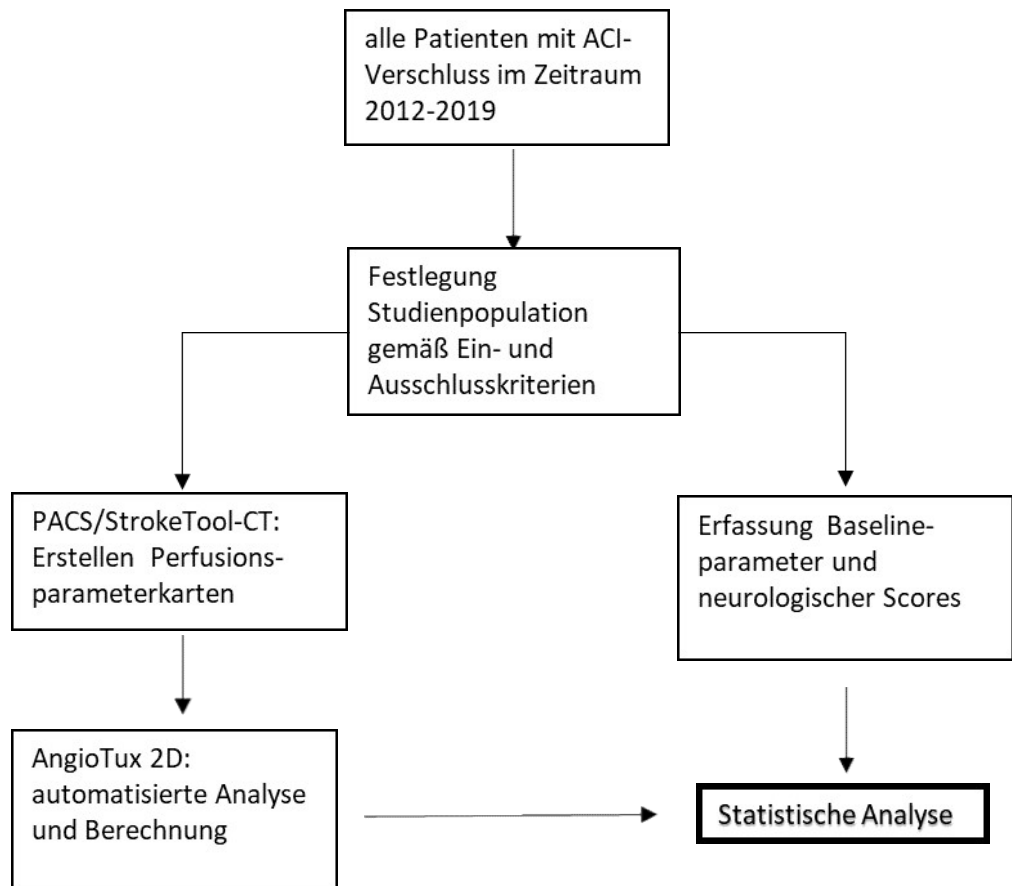 alle Patienten mit ACI-
Verschluss im Zeitraum
2012-2019
Festlegung
Studienpopulation
gemäß Ein- und
Ausschlusskriterien
PACS/StrokeTool-CT:
Erstellen Perfusions-
parameterkarten
Erfassung Baseline-
parameter und
neurologischer Scores
AngioTux 2D:
automatisierte Analyse
und Berechnung
Statistische Analyse